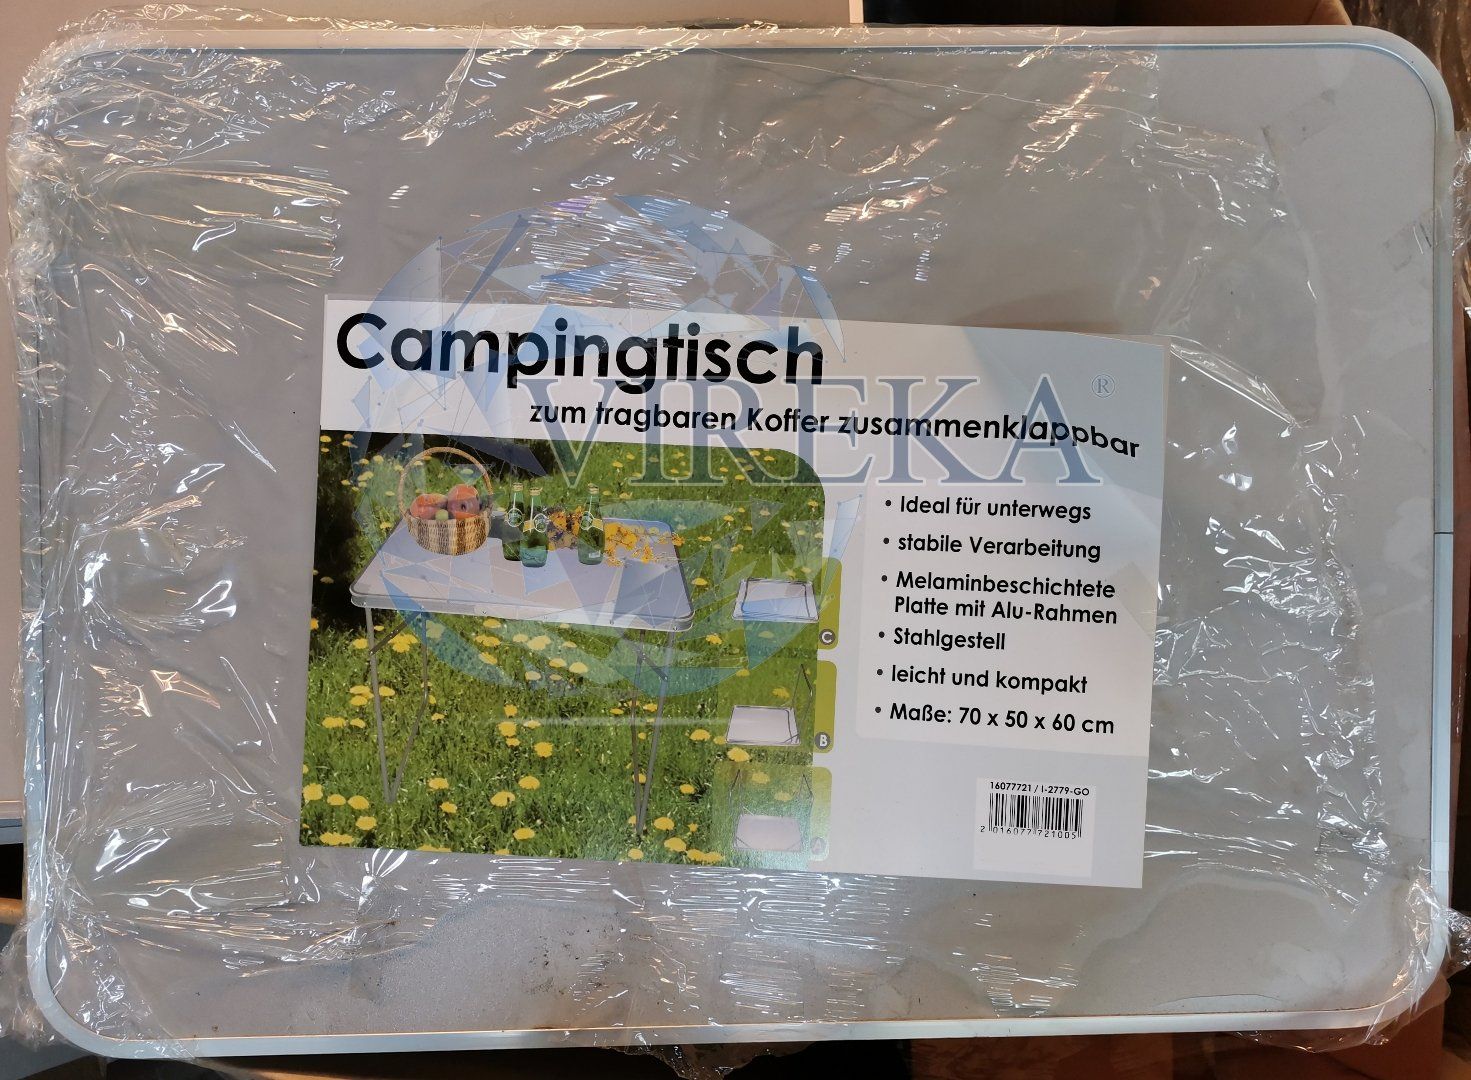 Campingtisch
zum tragbaren Koffer zusammenklappbar
VIREKA®
• Ideal für unterwegs
• stabile Verarbeitung
• Melaminbeschichtete
Platte mit Alu-Rahmen
• Stahlgestell
• leicht und kompakt
• Maße: 70 x 50 x 60 cm
C
B
A
16077721 / I-2779-GO
2 016077 721005